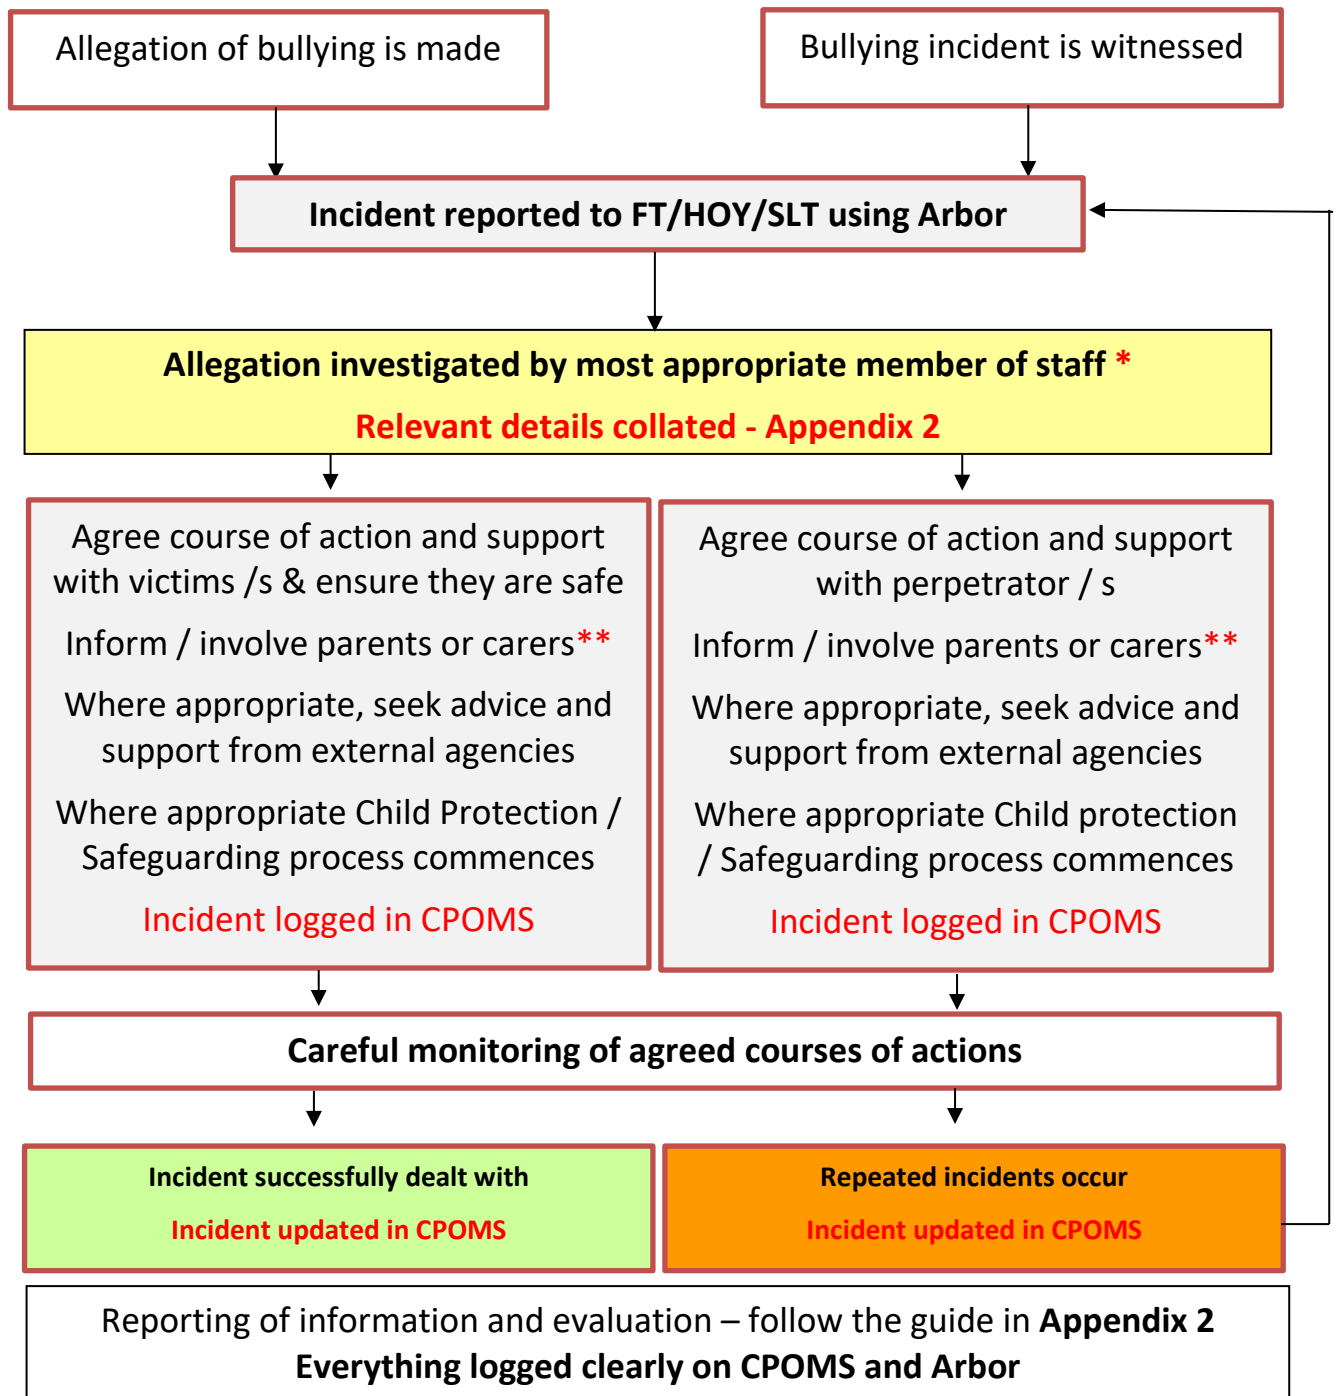 Allegation of bullying is made
Bullying incident is witnessed
Incident reported to FT/HOY/SLT using Arbor
Allegation investigated by most appropriate member of staff *
Relevant details collated - Appendix 2
Agree course of action and support
with victims /s & ensure they are safe
Inform / involve parents or carers**
Where appropriate, seek advice and
support from external agencies
Where appropriate Child Protection /
Safeguarding process commences
Incident logged in CPOMS
Agree course of action and support
with perpetrator / s
Inform / involve parents or carers**
Where appropriate, seek advice and
support from external agencies
Where appropriate Child protection
/ Safeguarding process commences
Incident logged in CPOMS
Careful monitoring of agreed courses of actions
Incident successfully dealt with
Incident updated in CPOMS
Repeated incidents occur
Incident updated in CPOMS
Reporting of information and evaluation – follow the guide in Appendix 2
Everything logged clearly on CPOMS and Arbor